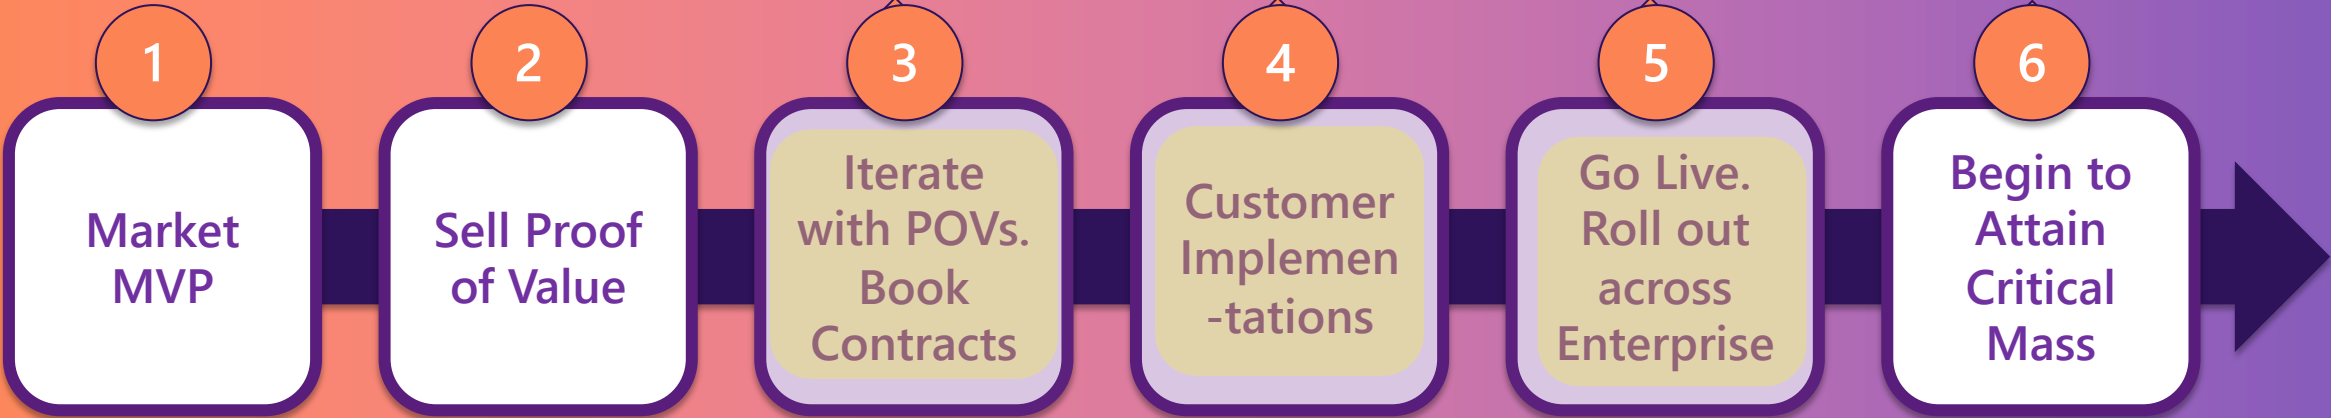 1
Market
MVP
2
Sell Proof
of Value
3
Iterate
with POVs.
Book
Contracts
4
Customer
Implemen
-tations
5
Go Live.
Roll out
across
Enterprise
6
Begin to
Attain
Critical
Mass